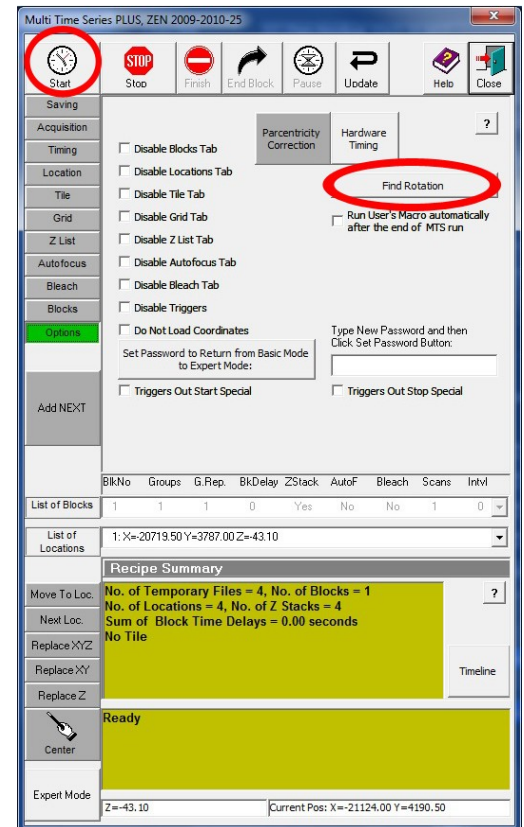 Multi Time Series PLUS, ZEN 2009-2010-25
Start
Stop
Finish
End Block
Pause
Update
Help
Close
Saving
Acquisition
Timing
Location
Tile
Grid
Z List
Autofocus
Bleach
Blocks
Options
Add NEXT
Parcentricity
Correction
Hardware
Timing
?
Disable Blocks Tab
Disable Locations Tab
Disable Tile Tab
Disable Grid Tab
Disable Z List Tab
Disable Autofocus Tab
Disable Bleach Tab
Disable Triggers
Do Not Load Coordinates
Find Rotation
Run User's Macro automatically
after the end of MTS run
Set Password to Return from Basic Mode
to Expert Mode:
Type New Password and then
Click Set Password Button:
Triggers Out Start Special
Triggers Out Stop Special
BlkNo Groups G.Rep. BkDelay ZStack AutoF Bleach Scans Intvl
List of Blocks
1 1 1 0 Yes No No 1 0
List of
Locations
1: X=-20719.50 Y=3787.00 Z=-43.10
Recipe Summary
Move To Loc.
Next Loc.
Replace XYZ
Replace XY
Replace Z
No. of Temporary Files = 4, No. of Blocks = 1
No. of Locations = 4, No. of Z Stacks = 4
Sum of Block Time Delays = 0.00 seconds
No Tile
?
Timeline
Center
Ready
Expert Mode
Z=-43.10
Current Pos: X=-21124.00 Y=4190.50